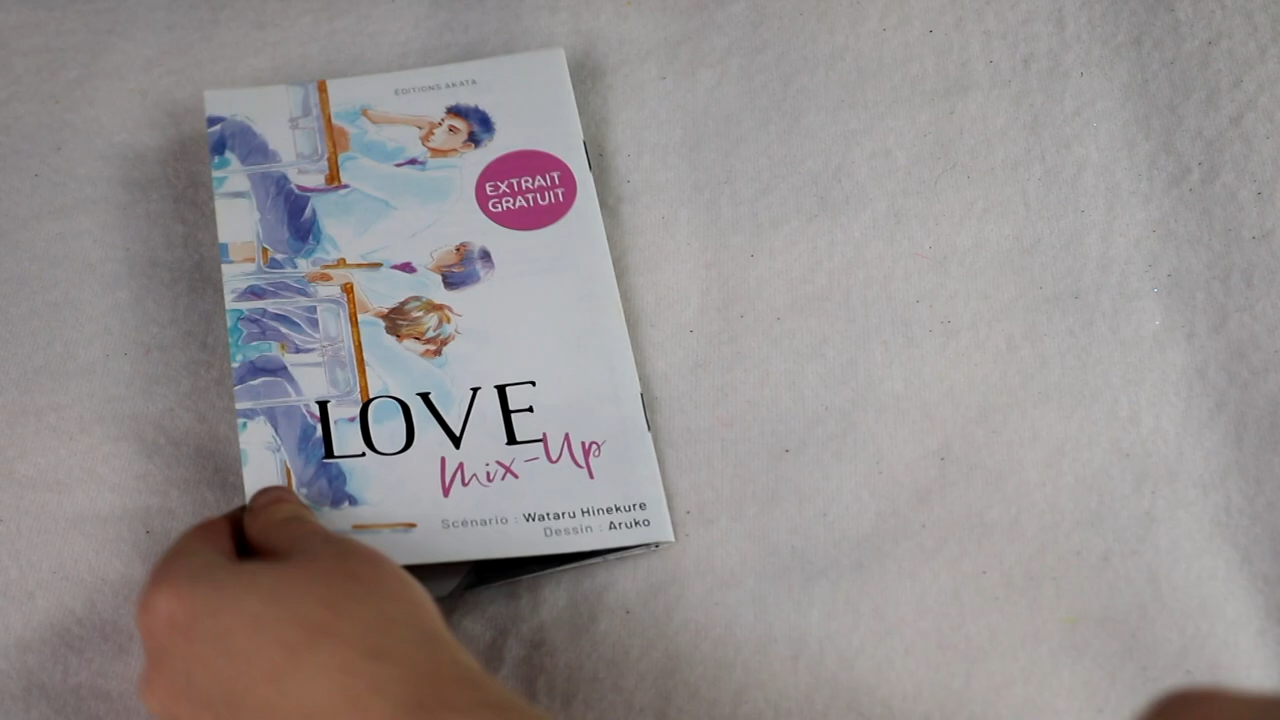 EDITIONS AKATA
EXTRAIT
GRATUIT
LOVE
Mix-Up
Scénario : Wataru Hinekure
Dessin : Aruko